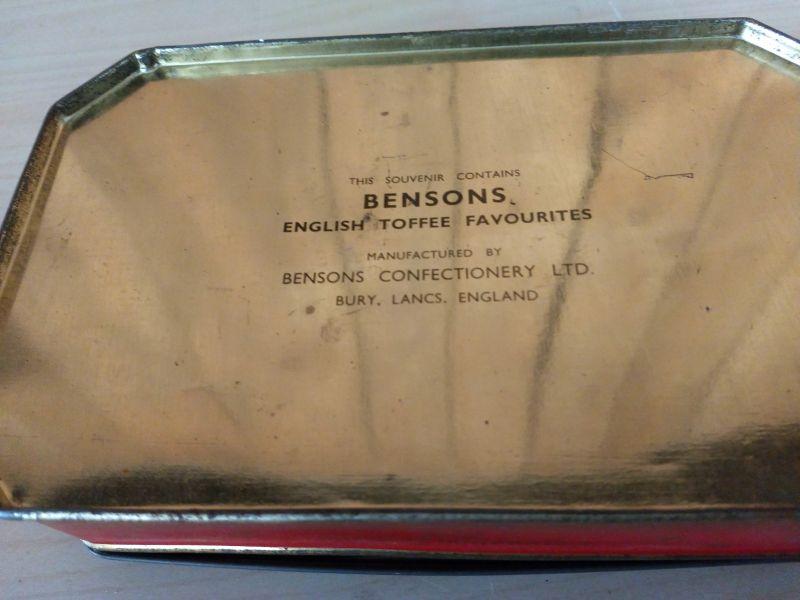 THIS SOUVENIR CONTAINS
BENSONS
ENGLISH TOFFEE FAVOURITES
MANUFACTURED BY
BENSONS CONFECTIONERY LTD.
BURY, LANCS. ENGLAND